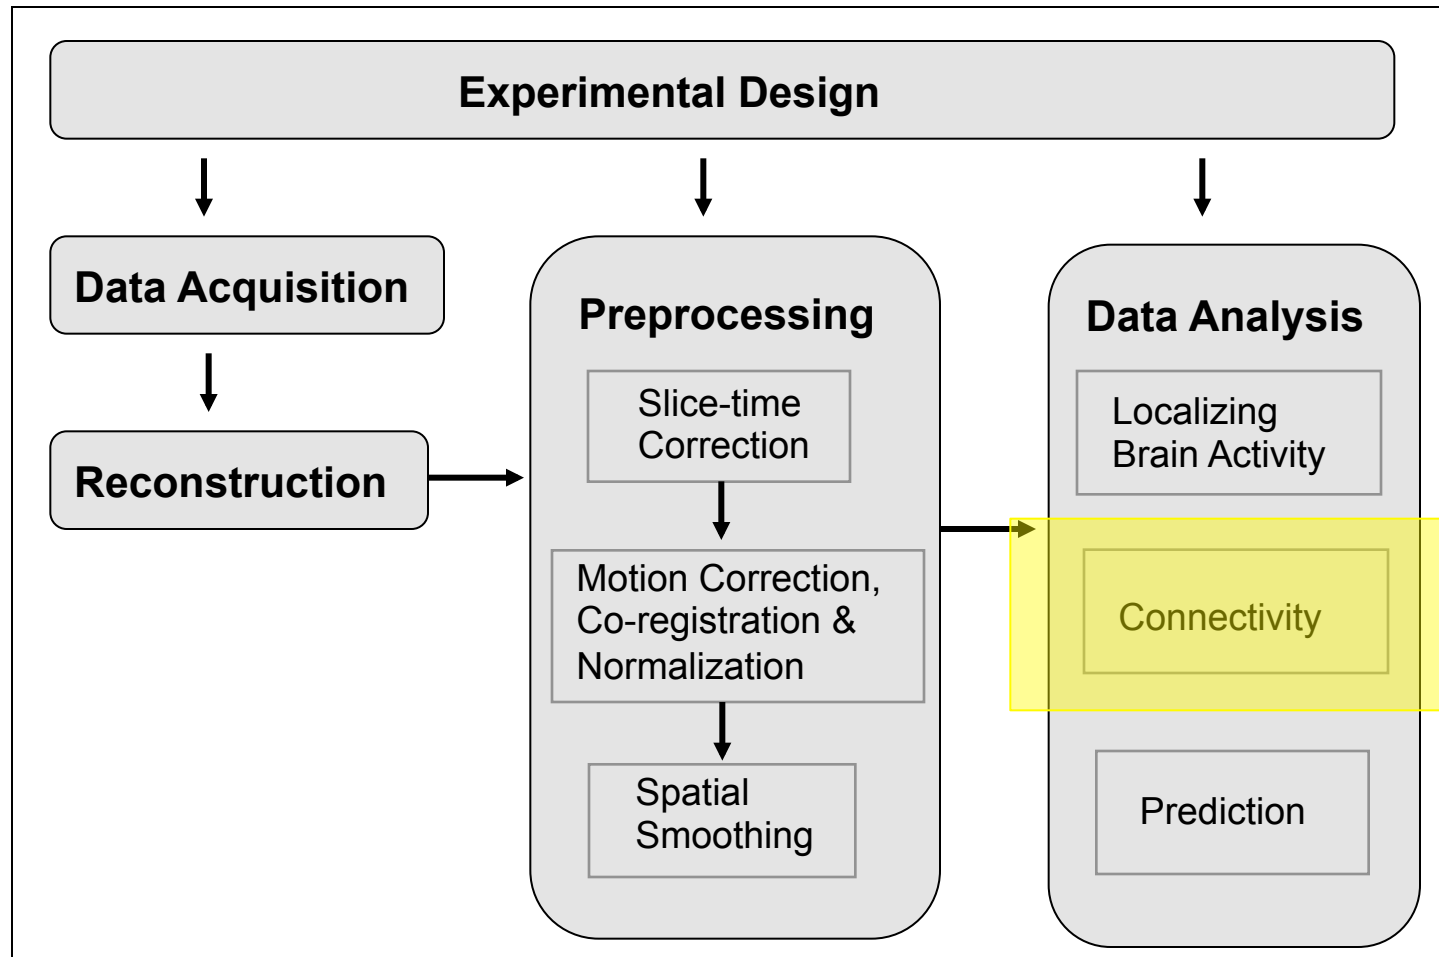 Experimental Design
Data Acquisition
Reconstruction
Preprocessing
Slice-time
Correction
Motion Correction,
Co-registration &
Normalization
Spatial
Smoothing
Data Analysis
Localizing
Brain Activity
Connectivity
Prediction